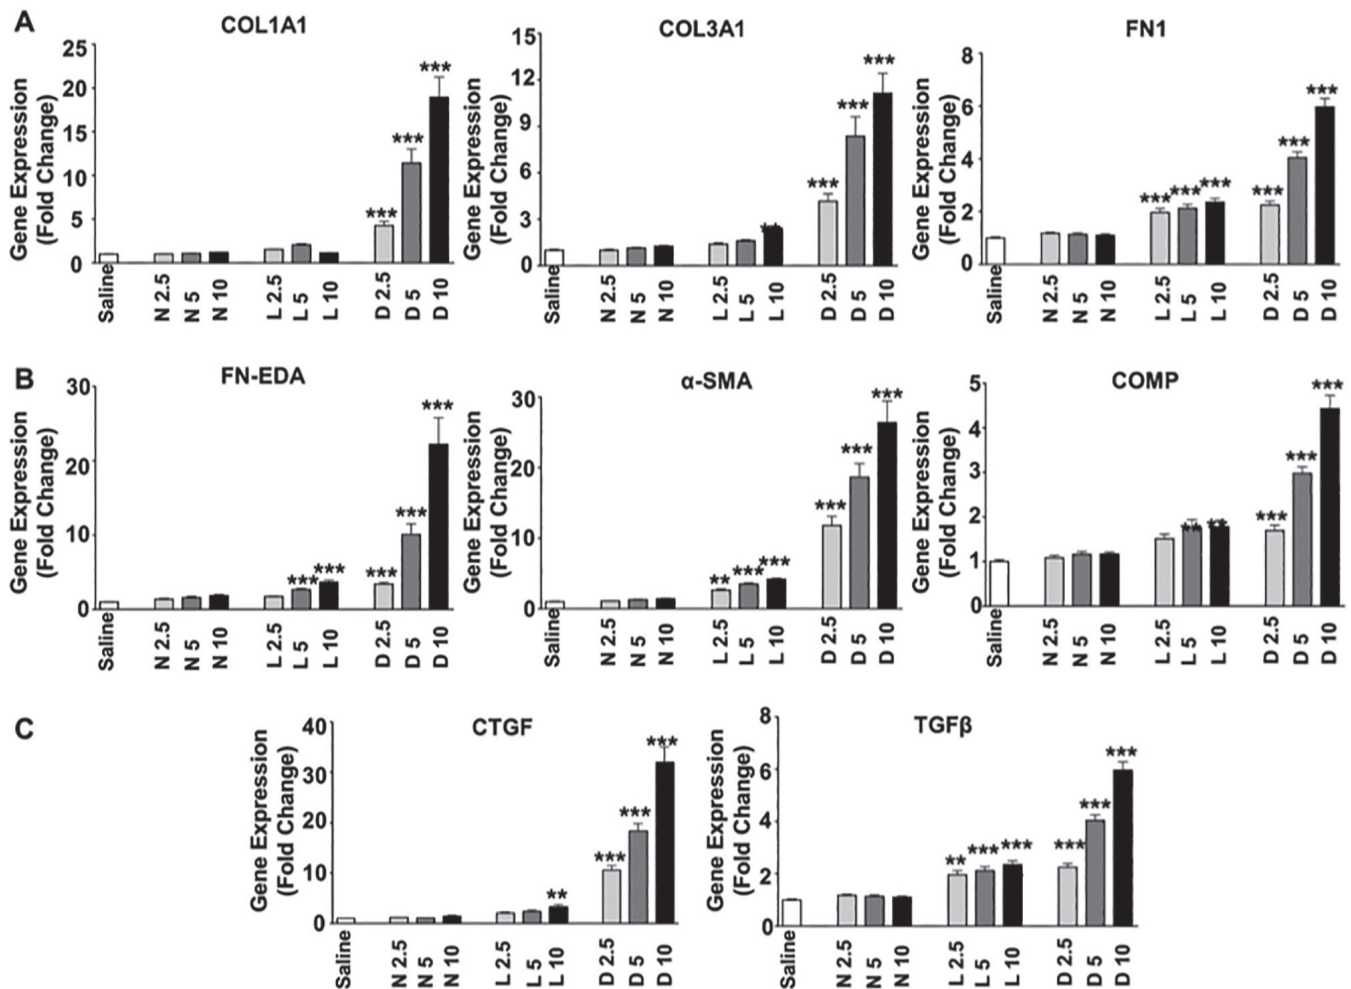 A
COL1A1
Gene Expression
(Fold Change)
25
20
15
10
5
0
***
***
***
Saline
N 2.5
N 5
N 10
L 2.5
L 5
L 10
D 2.5
D 5
D 10
COL3A1
Gene Expression
(Fold Change)
15
12
9
6
3
0
**
***
***
***
Saline
N 2.5
N 5
N 10
L 2.5
L 5
L 10
D 2.5
D 5
D 10
FN1
Gene Expression
(Fold Change)
8
6
4
2
0
***
***
***
***
***
***
Saline
N 2.5
N 5
N 10
L 2.5
L 5
L 10
D 2.5
D 5
D 10
B
FN-EDA
Gene Expression
(Fold Change)
30
20
10
0
***
***
***
***
***
Saline
N 2.5
N 5
N 10
L 2.5
L 5
L 10
D 2.5
D 5
D 10
α-SMA
Gene Expression
(Fold Change)
30
20
10
0
**
***
***
***
***
***
Saline
N 2.5
N 5
N 10
L 2.5
L 5
L 10
D 2.5
D 5
D 10
COMP
Gene Expression
(Fold Change)
5
4
3
2
1
0
**
**
***
***
***
Saline
N 2.5
N 5
N 10
L 2.5
L 5
L 10
D 2.5
D 5
D 10
C
CTGF
Gene Expression
(Fold Change)
40
30
20
10
0
**
***
***
***
Saline
N 2.5
N 5
N 10
L 2.5
L 5
L 10
D 2.5
D 5
D 10
TGFβ
Gene Expression
(Fold Change)
8
6
4
2
0
**
***
***
***
***
***
Saline
N 2.5
N 5
N 10
L 2.5
L 5
L 10
D 2.5
D 5
D 10